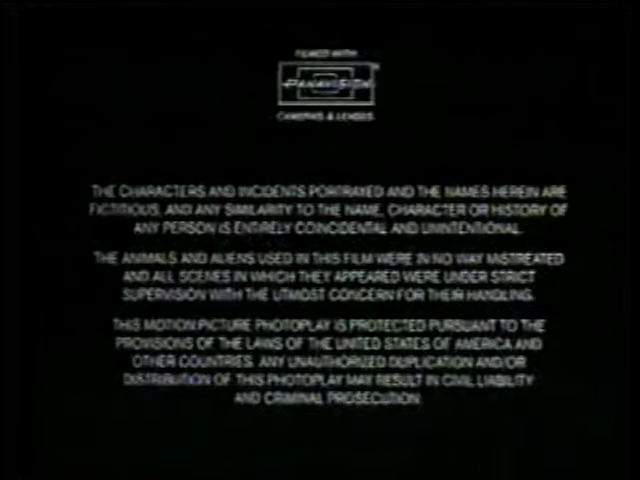 FILMED WITH
PANAVISION
CAMERAS & LENSES
THE CHARACTERS AND INCIDENTS PORTRAYED AND THE NAMES HEREIN ARE
FICTITIOUS, AND ANY SIMILARITY TO THE NAME, CHARACTER OR HISTORY OF
ANY PERSON IS ENTIRELY COINCIDENTAL AND UNINTENTIONAL.
THE ANIMALS AND ALIENS USED IN THIS FILM WERE IN NO WAY MISTREATED
AND ALL SCENES IN WHICH THEY APPEARED WERE UNDER STRICT
SUPERVISION WITH THE UTMOST CONCERN FOR THEIR HANDLING.
THIS MOTION PICTURE PHOTOPLAY IS PROTECTED PURSUANT TO THE
PROVISIONS OF THE LAWS OF THE UNITED STATES OF AMERICA AND
OTHER COUNTRIES. ANY UNAUTHORIZED DUPLICATION AND/OR
DISTRIBUTION OF THIS PHOTOPLAY MAY RESULT IN CIVIL LIABILITY
AND CRIMINAL PROSECUTION.